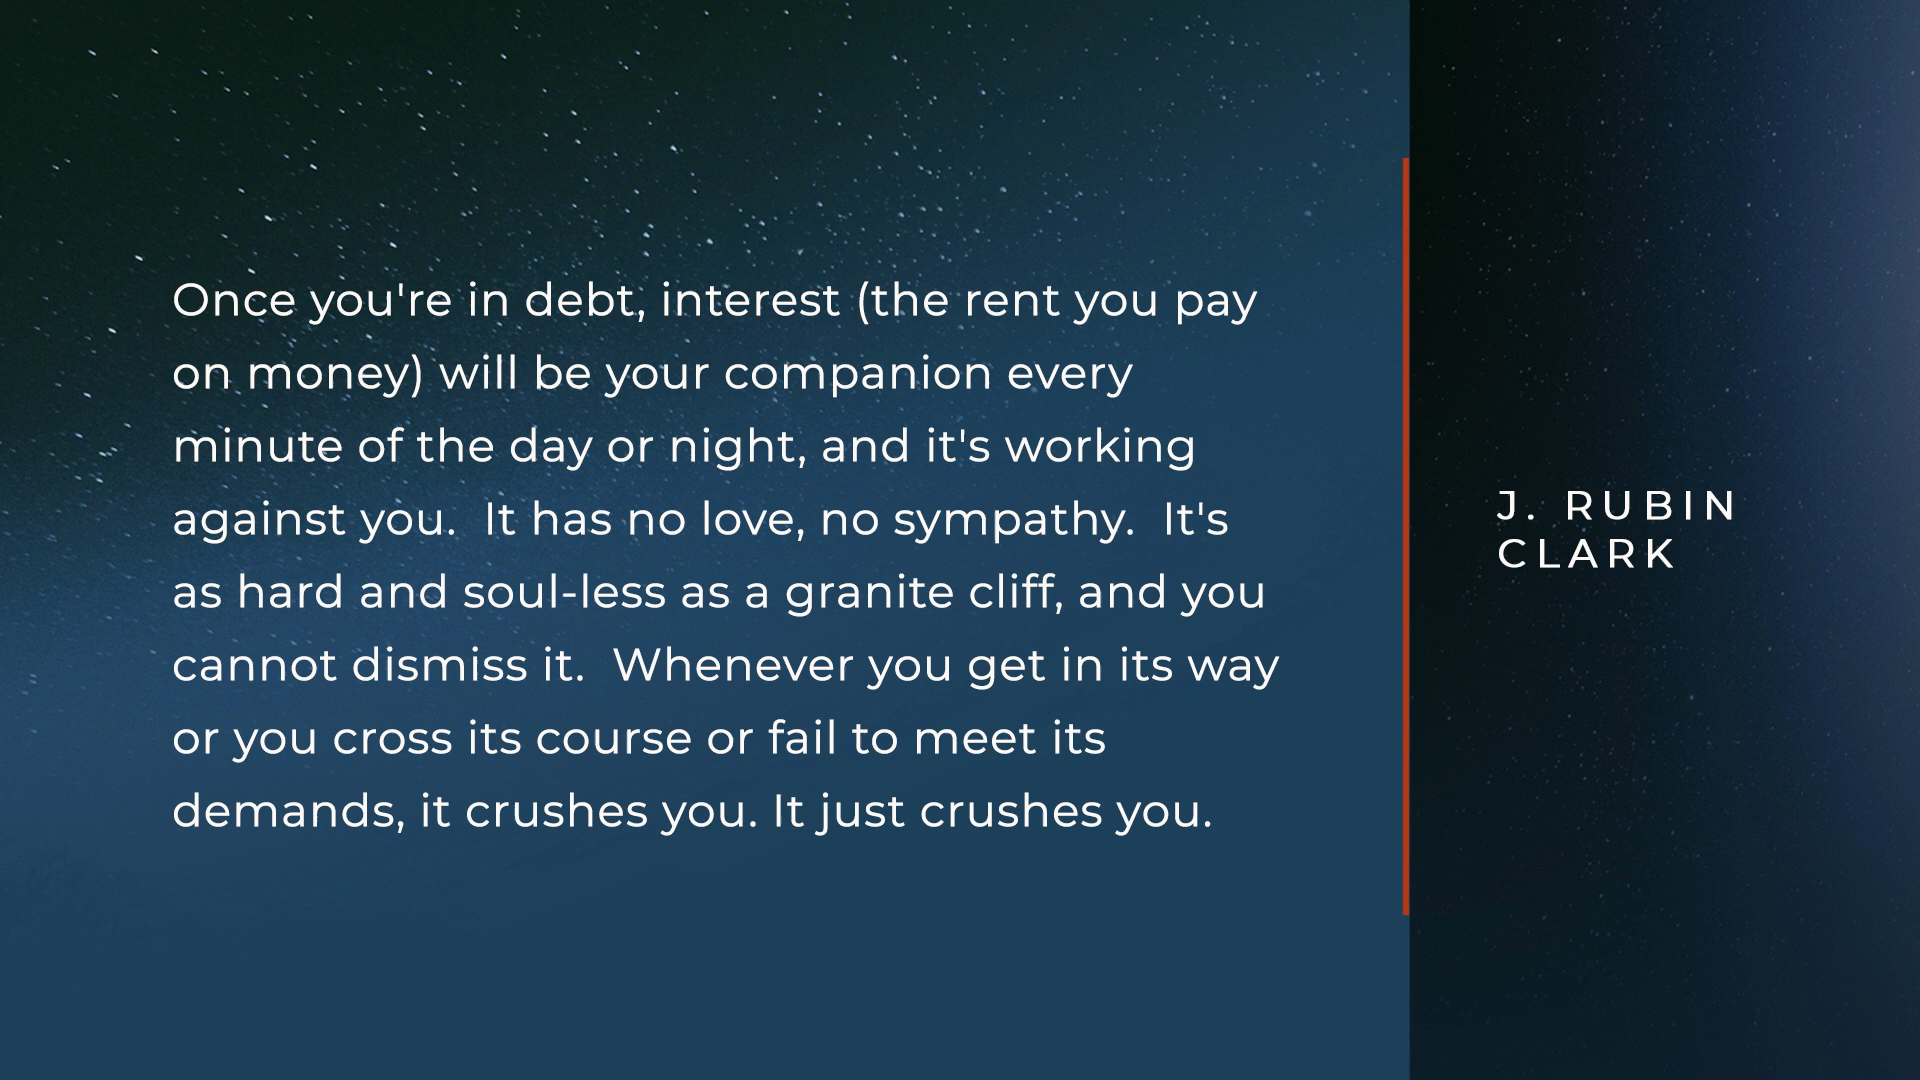 Once you're in debt, interest (the rent you pay
on money) will be your companion every
minute of the day or night, and it's working
against you.  It has no love, no sympathy.  It's
as hard and soul-less as a granite cliff, and you
cannot dismiss it.  Whenever you get in its way
or you cross its course or fail to meet its
demands, it crushes you. It just crushes you.
J. RUBIN
CLARK